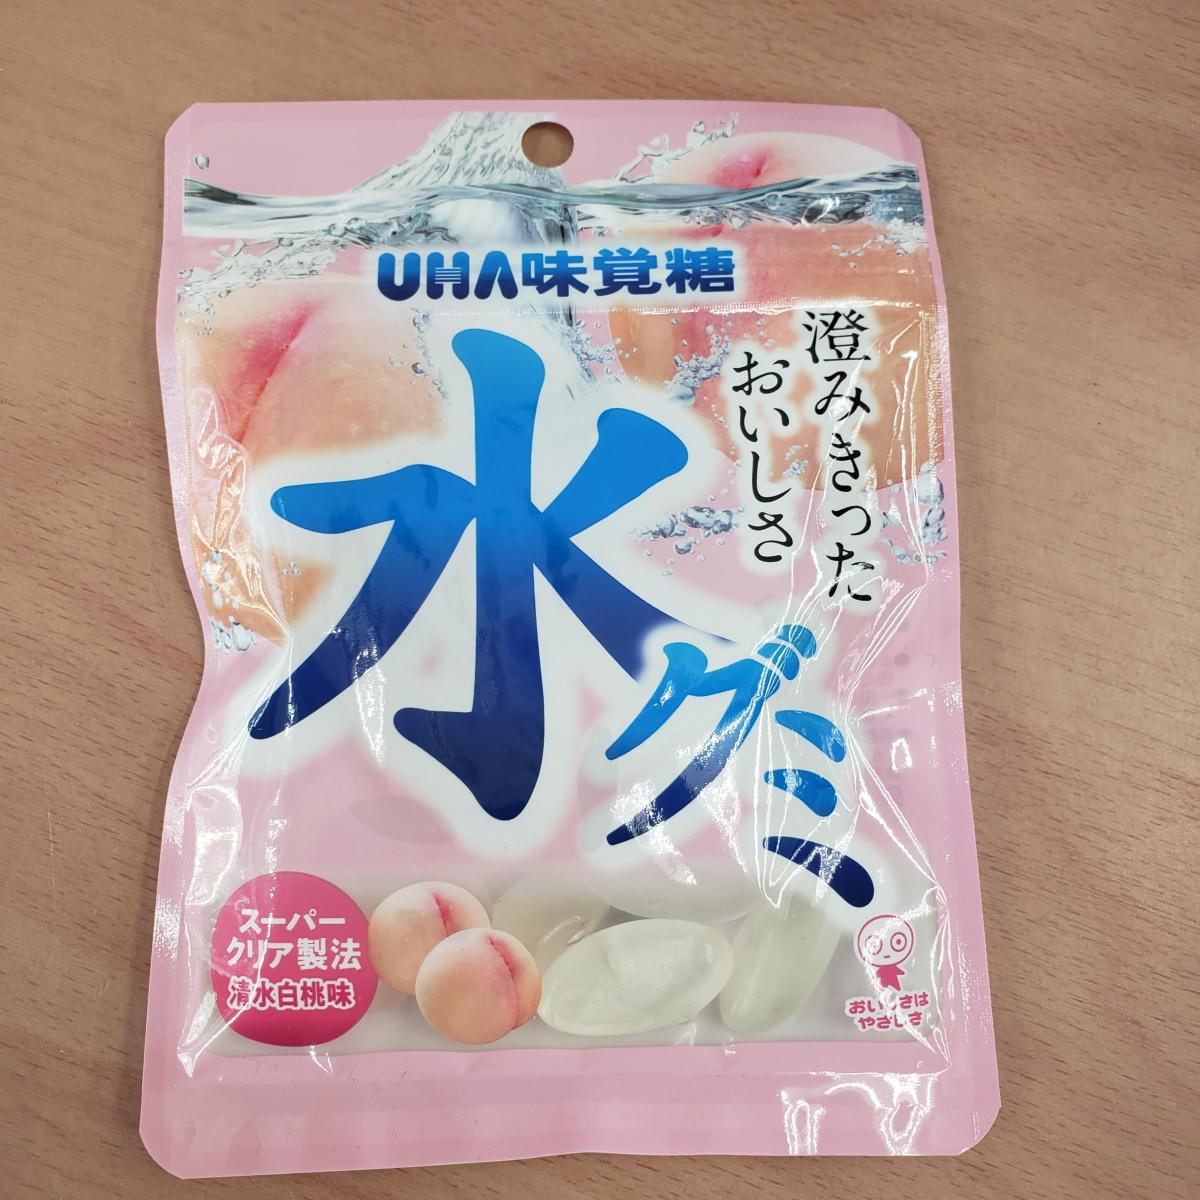 UHA味覚糖
澄みきった
おいしさ
水グミ
スーパー
クリア製法
清水白桃味
おいしさは
やさしさ